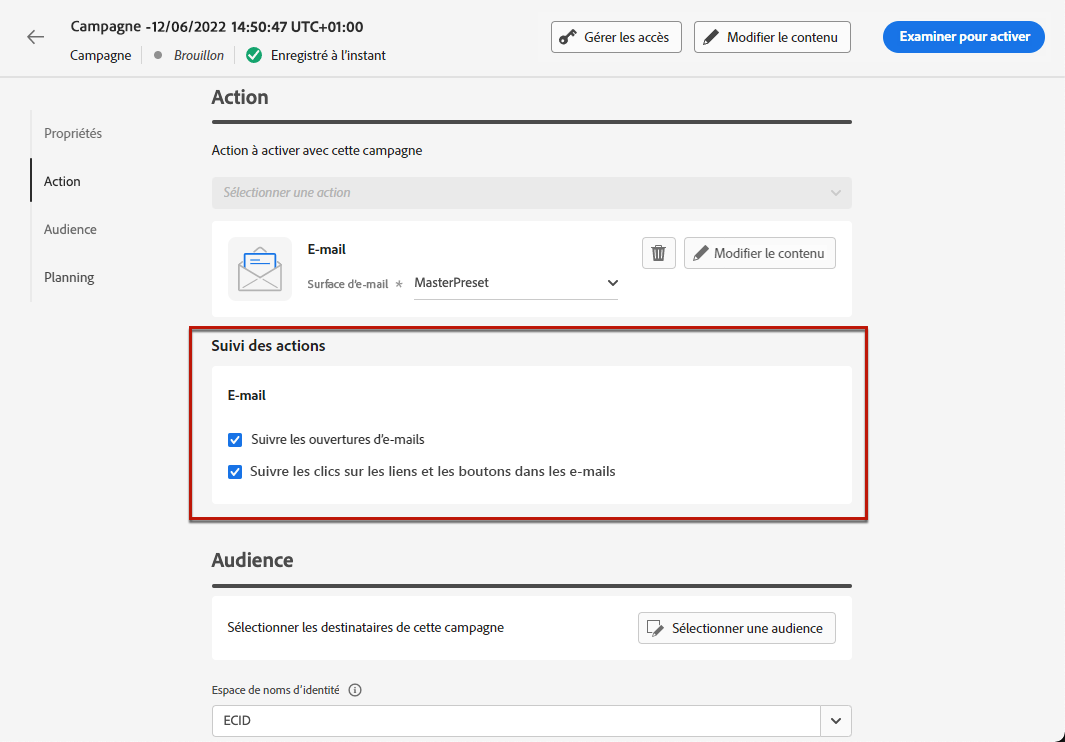 Campagne -12/06/2022 14:50:47 UTC+01:00
Campagne Brouillon Enregistré à l'instant
Gérer les accès
Modifier le contenu
Examiner pour activer
Propriétés
Action
Audience
Planning
Action
Action à activer avec cette campagne
Sélectionner une action
E-mail
Surface d'e-mail * MasterPreset
Modifier le contenu
Suivi des actions
E-mail
Suivre les ouvertures d'e-mails
Suivre les clics sur les liens et les boutons dans les e-mails
Audience
Sélectionner les destinataires de cette campagne
Sélectionner une audience
Espace de noms d'identité
ECID